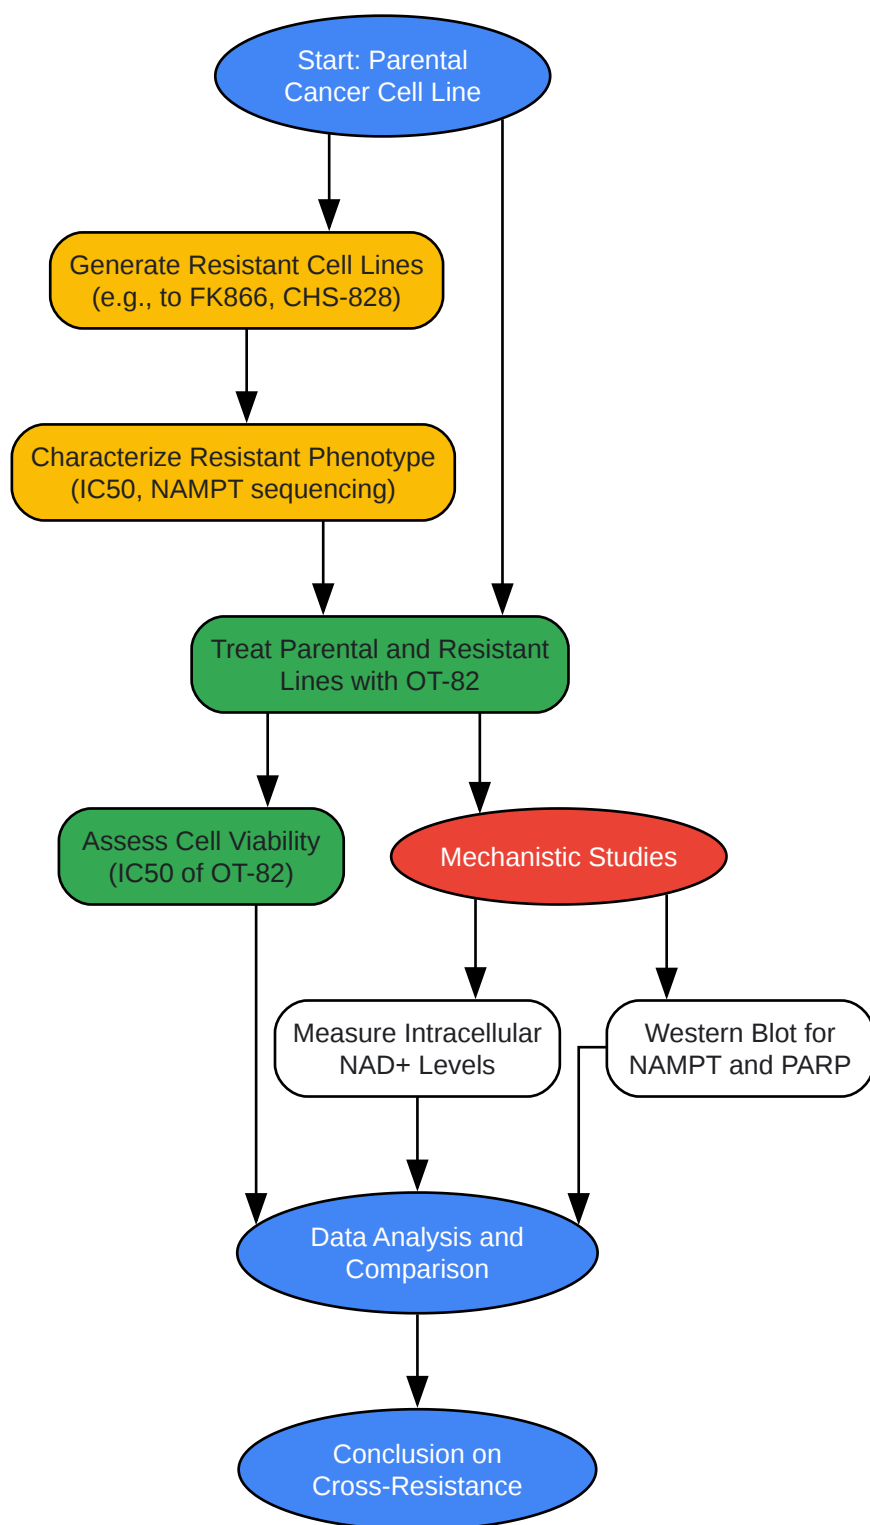 Start: Parental
Cancer Cell Line
Generate Resistant Cell Lines
(e.g., to FK866, CHS-828)
Characterize Resistant Phenotype
(IC50, NAMPT sequencing)
Treat Parental and Resistant
Lines with OT-82
Assess Cell Viability
(IC50 of OT-82)
Mechanistic Studies
Measure Intracellular
NAD+ Levels
Western Blot for
NAMPT and PARP
Data Analysis and
Comparison
Conclusion on
Cross-Resistance